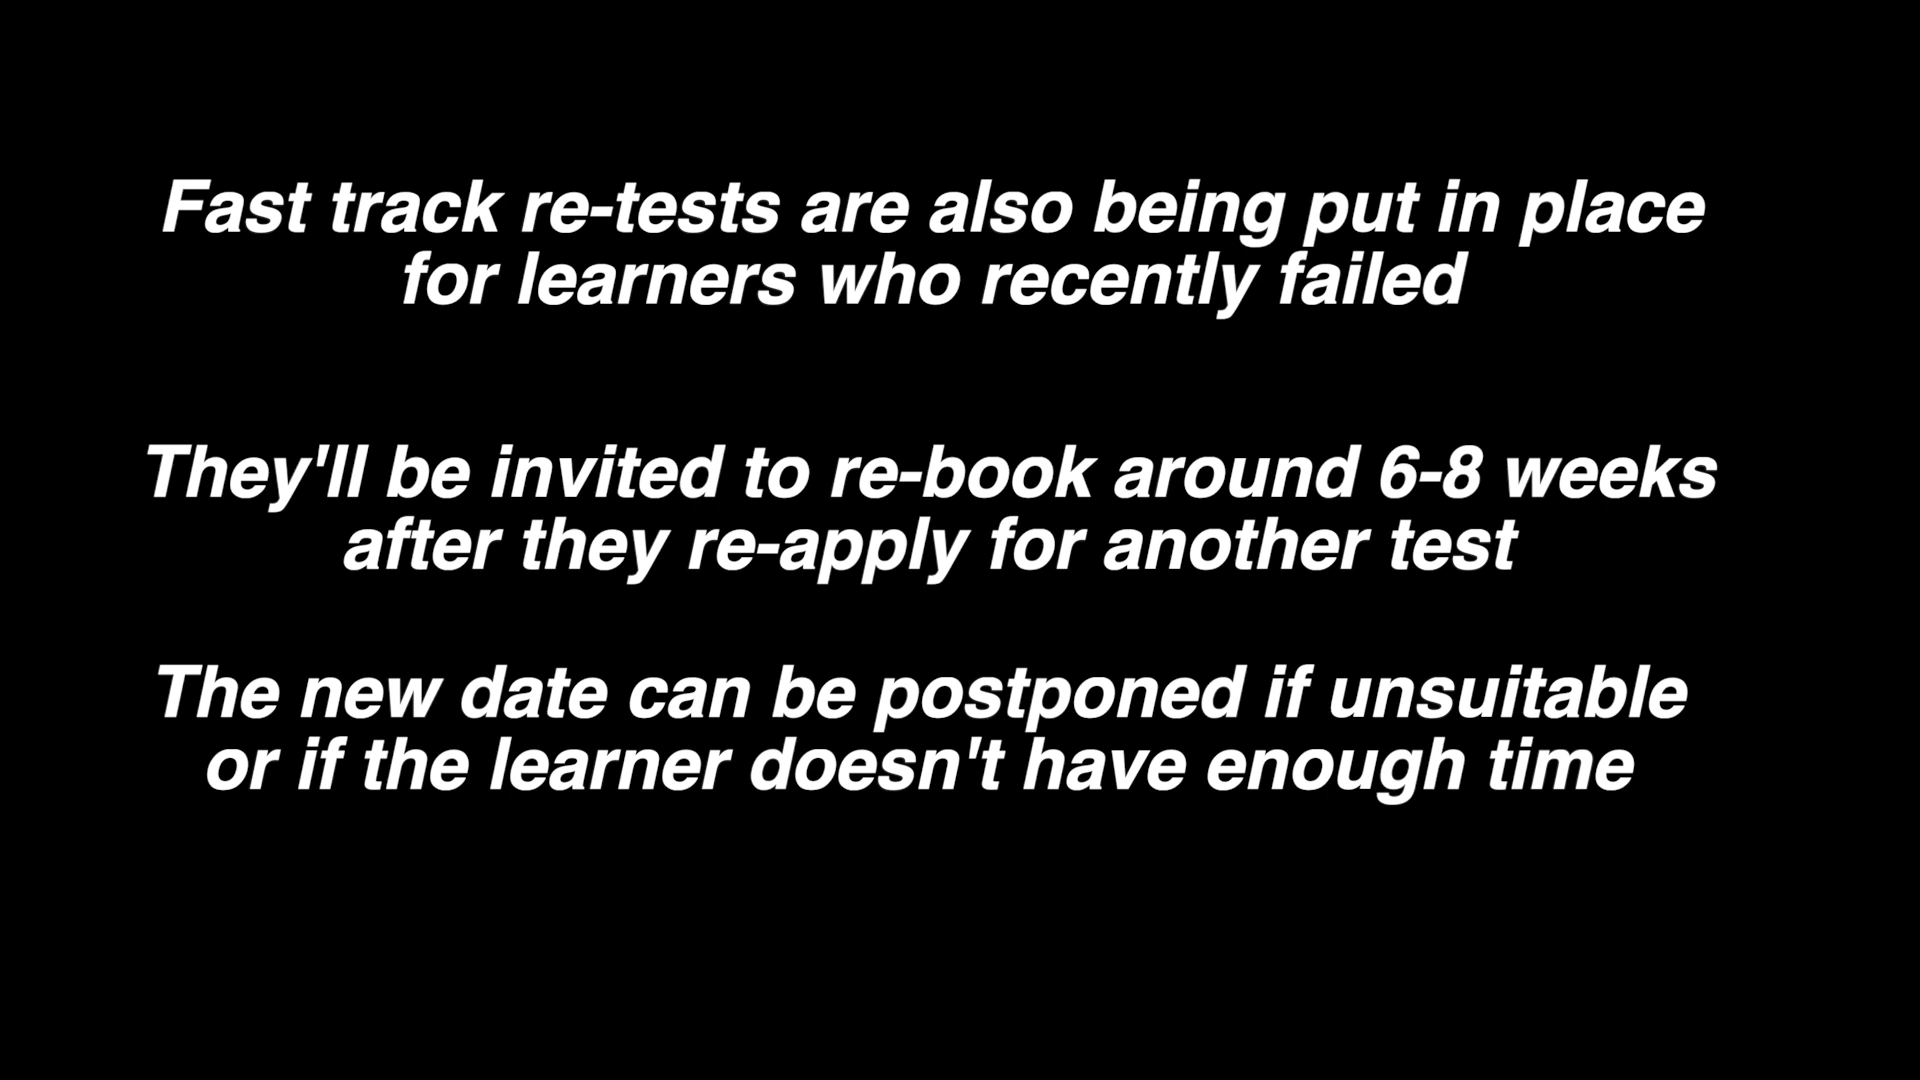 Fast track re-tests are also being put in place
for learners who recently failed
They'll be invited to re-book around 6-8 weeks
after they re-apply for another test
The new date can be postponed if unsuitable
or if the learner doesn't have enough time